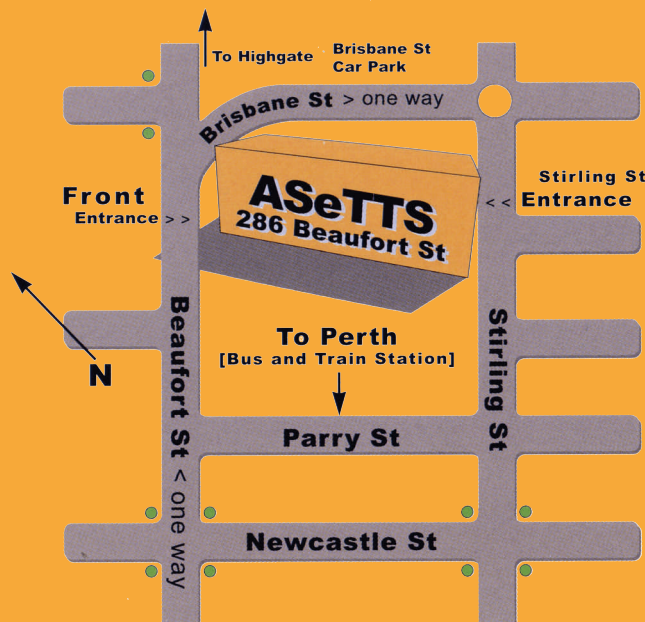 To Highgate
Brisbane St
Car Park
Brisbane St > one way
Stirling St
<< Entrance
Front
Entrance >>
ASeTTS
286 Beaufort St
N
To Perth
[Bus and Train Station]
Beaufort St < one way
Stirling St
Parry St
Newcastle St